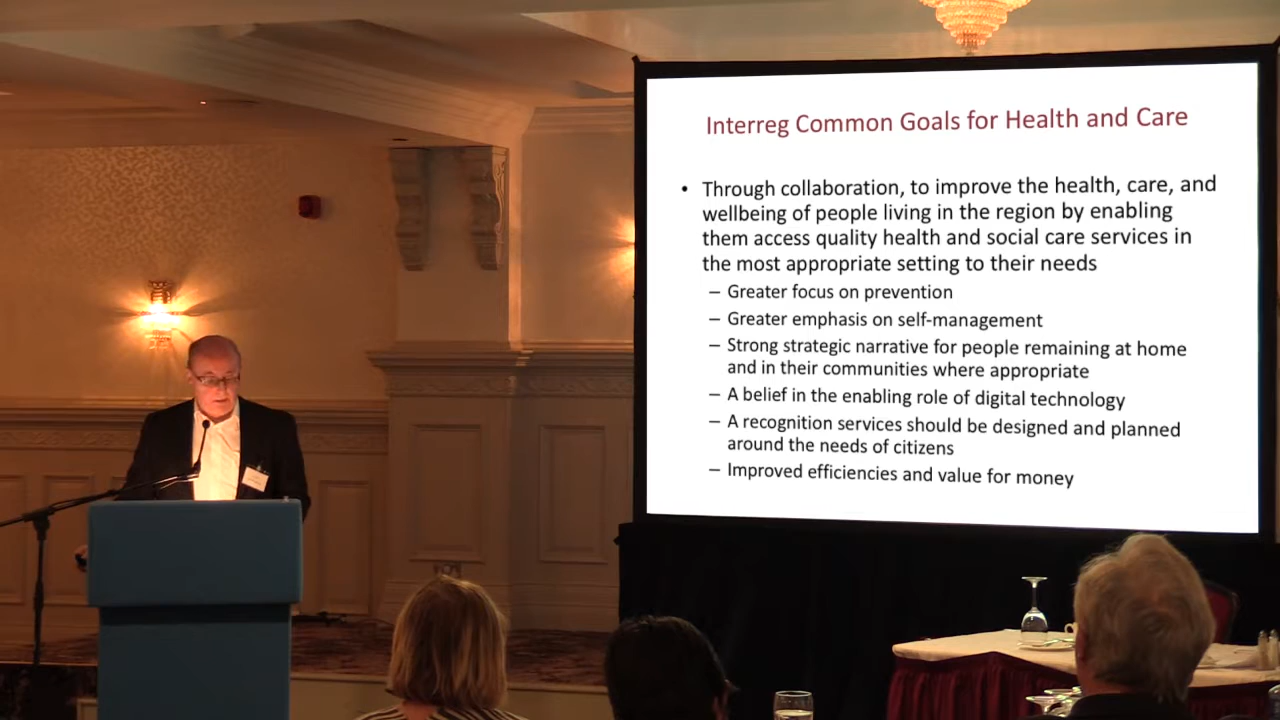 Interreg Common Goals for Health and Care
• Through collaboration, to improve the health, care, and
wellbeing of people living in the region by enabling
them access quality health and social care services in
the most appropriate setting to their needs
– Greater focus on prevention
– Greater emphasis on self-management
– Strong strategic narrative for people remaining at home
and in their communities where appropriate
– A belief in the enabling role of digital technology
– A recognition services should be designed and planned
around the needs of citizens
– Improved efficiencies and value for money